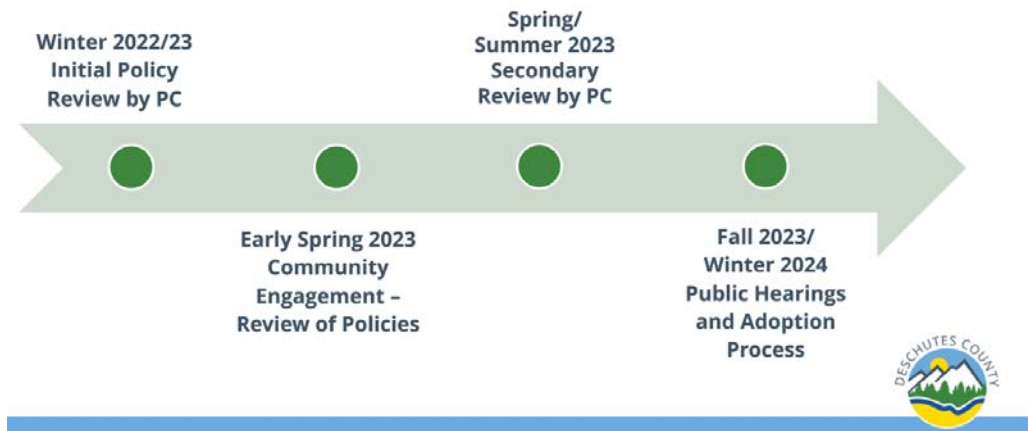 Winter 2022/23
Initial Policy
Review by PC
Early Spring 2023
Community
Engagement –
Review of Policies
Spring/
Summer 2023
Secondary
Review by PC
Fall 2023/
Winter 2024
Public Hearings
and Adoption
Process
DESCHUTES COUNTY